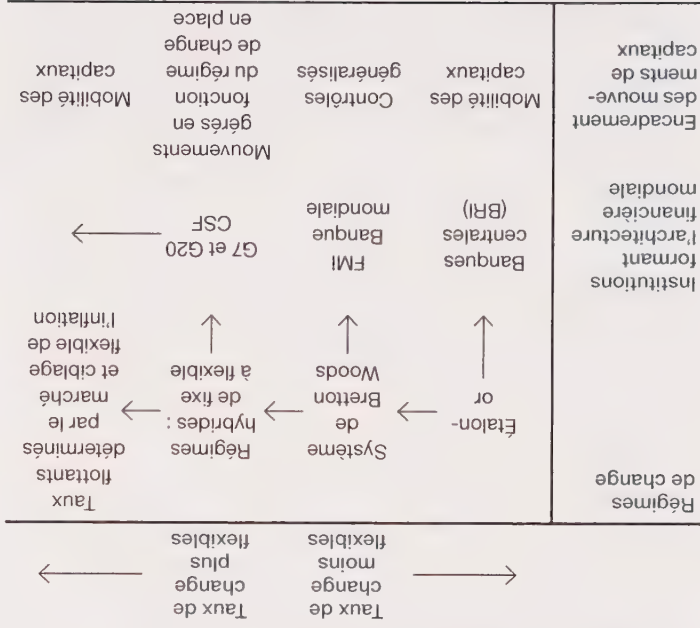 Taux de
change
moins
flexibles
Taux de
change
plus
flexibles
Régimes
de change
Étalon-
or
Système
de
Bretton
Woods
Régimes
hybrides :
de fixe
à flexible
Taux
flottants
déterminés
par le
marché
et ciblage
flexible de
l'inflation
Institutions
formant
l'architecture
financière
mondiale
Banques
centrales
(BRI)
FMI
Banque
mondiale
G7 et G20
CSF
Encadrement
des mouve-
ments de
capitaux
Mobilité des
capitaux
Contrôles
généralisés
Mouvements
gérés en
fonction
du régime
de change
en place
Mobilité des
capitaux